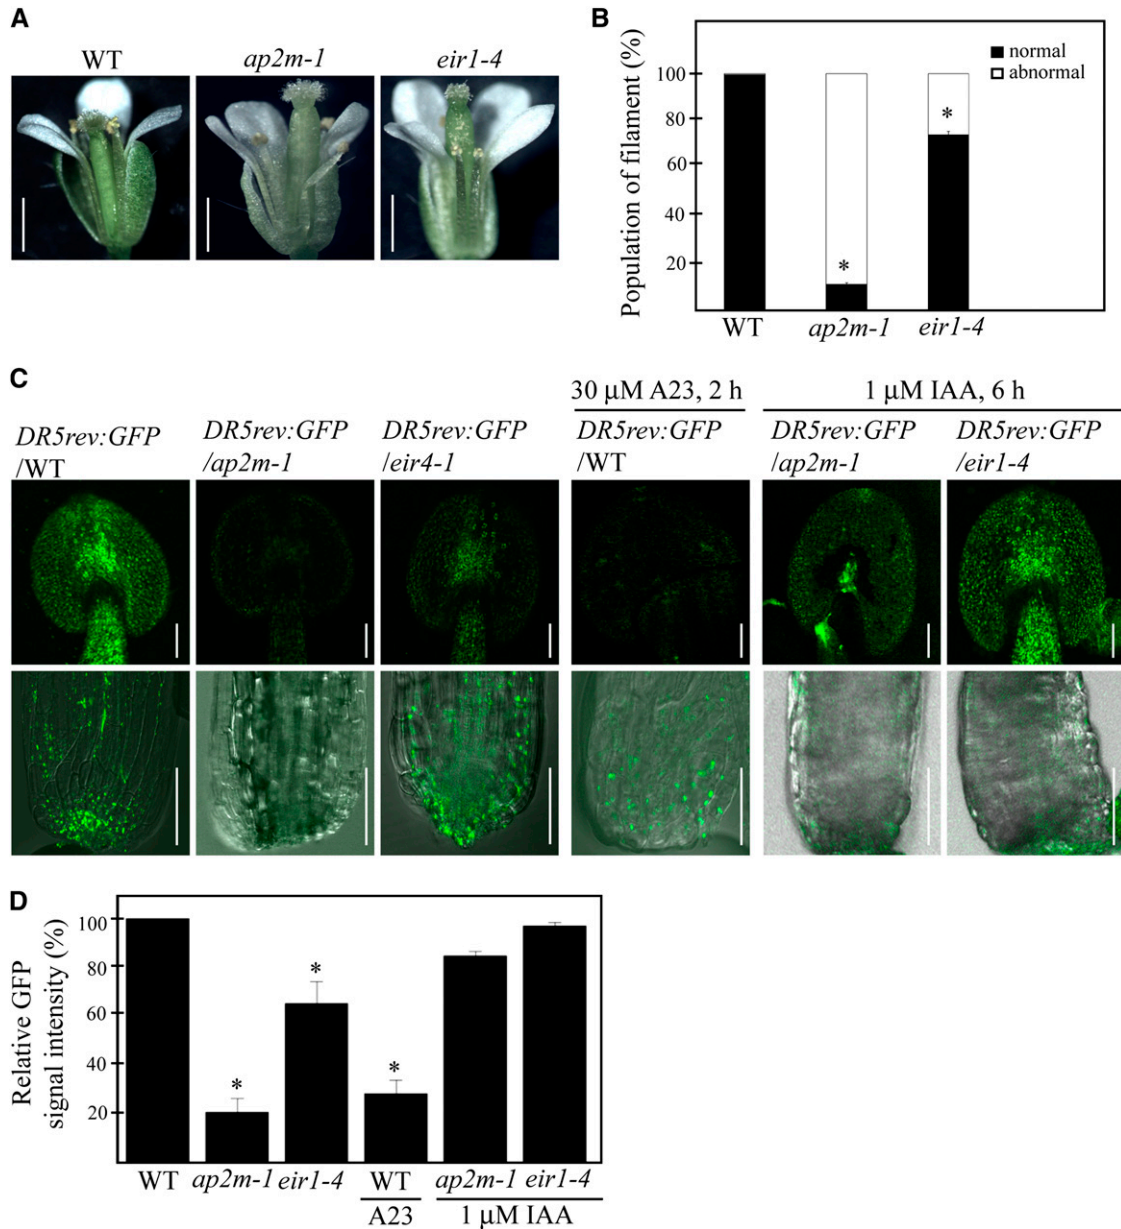 A
WT
ap2m-1
eir1-4
B
Population of filament (%)
100
80
60
40
20
normal
abnormal
*
*
WT
ap2m-1
eir1-4
C
30 μM A23, 2 h
1 μM IAA, 6 h
DR5rev:GFP
/WT
DR5rev:GFP
/ap2m-1
DR5rev:GFP
/eir4-1
DR5rev:GFP
/WT
DR5rev:GFP
/ap2m-1
DR5rev:GFP
/eir1-4
D
Relative GFP
signal intensity (%)
100
80
60
40
20
*
*
*
WT
ap2m-1
eir1-4
WT
ap2m-1
eir1-4
A23
1 μM IAA